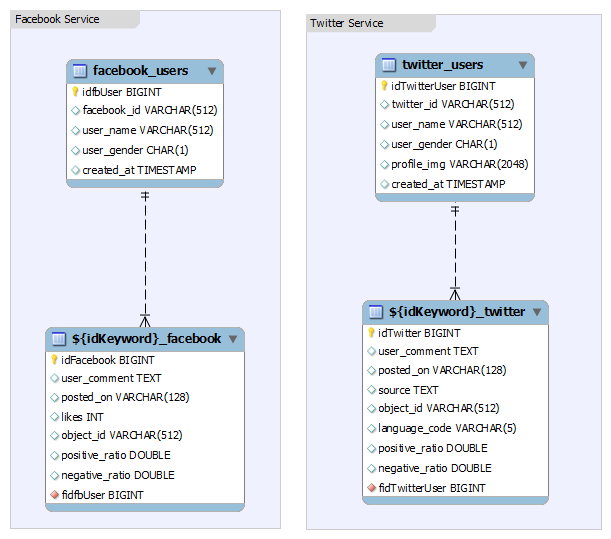 Facebook Service
facebook_users
idfbUser BIGINT
facebook_id VARCHAR(512)
user_name VARCHAR(512)
user_gender CHAR(1)
created_at TIMESTAMP
${idKeyword}_facebook
idFacebook BIGINT
user_comment TEXT
posted_on VARCHAR(128)
likes INT
object_id VARCHAR(512)
positive_ratio DOUBLE
negative_ratio DOUBLE
fidfbUser BIGINT
Twitter Service
twitter_users
idTwitterUser BIGINT
twitter_id VARCHAR(512)
user_name VARCHAR(512)
user_gender CHAR(1)
profile_img VARCHAR(2048)
created_at TIMESTAMP
${idKeyword}_twitter
idTwitter BIGINT
user_comment TEXT
posted_on VARCHAR(128)
source TEXT
object_id VARCHAR(512)
language_code VARCHAR(5)
positive_ratio DOUBLE
negative_ratio DOUBLE
fidTwitterUser BIGINT